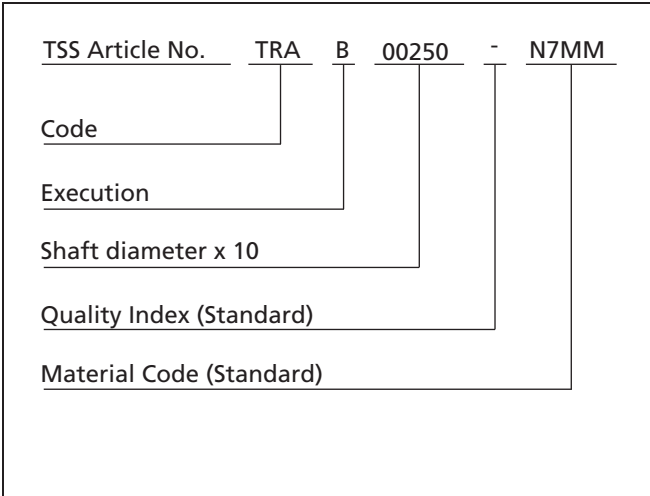 TSS Article No. TRA B 00250 - N7MM
Code
Execution
Shaft diameter x 10
Quality Index (Standard)
Material Code (Standard)